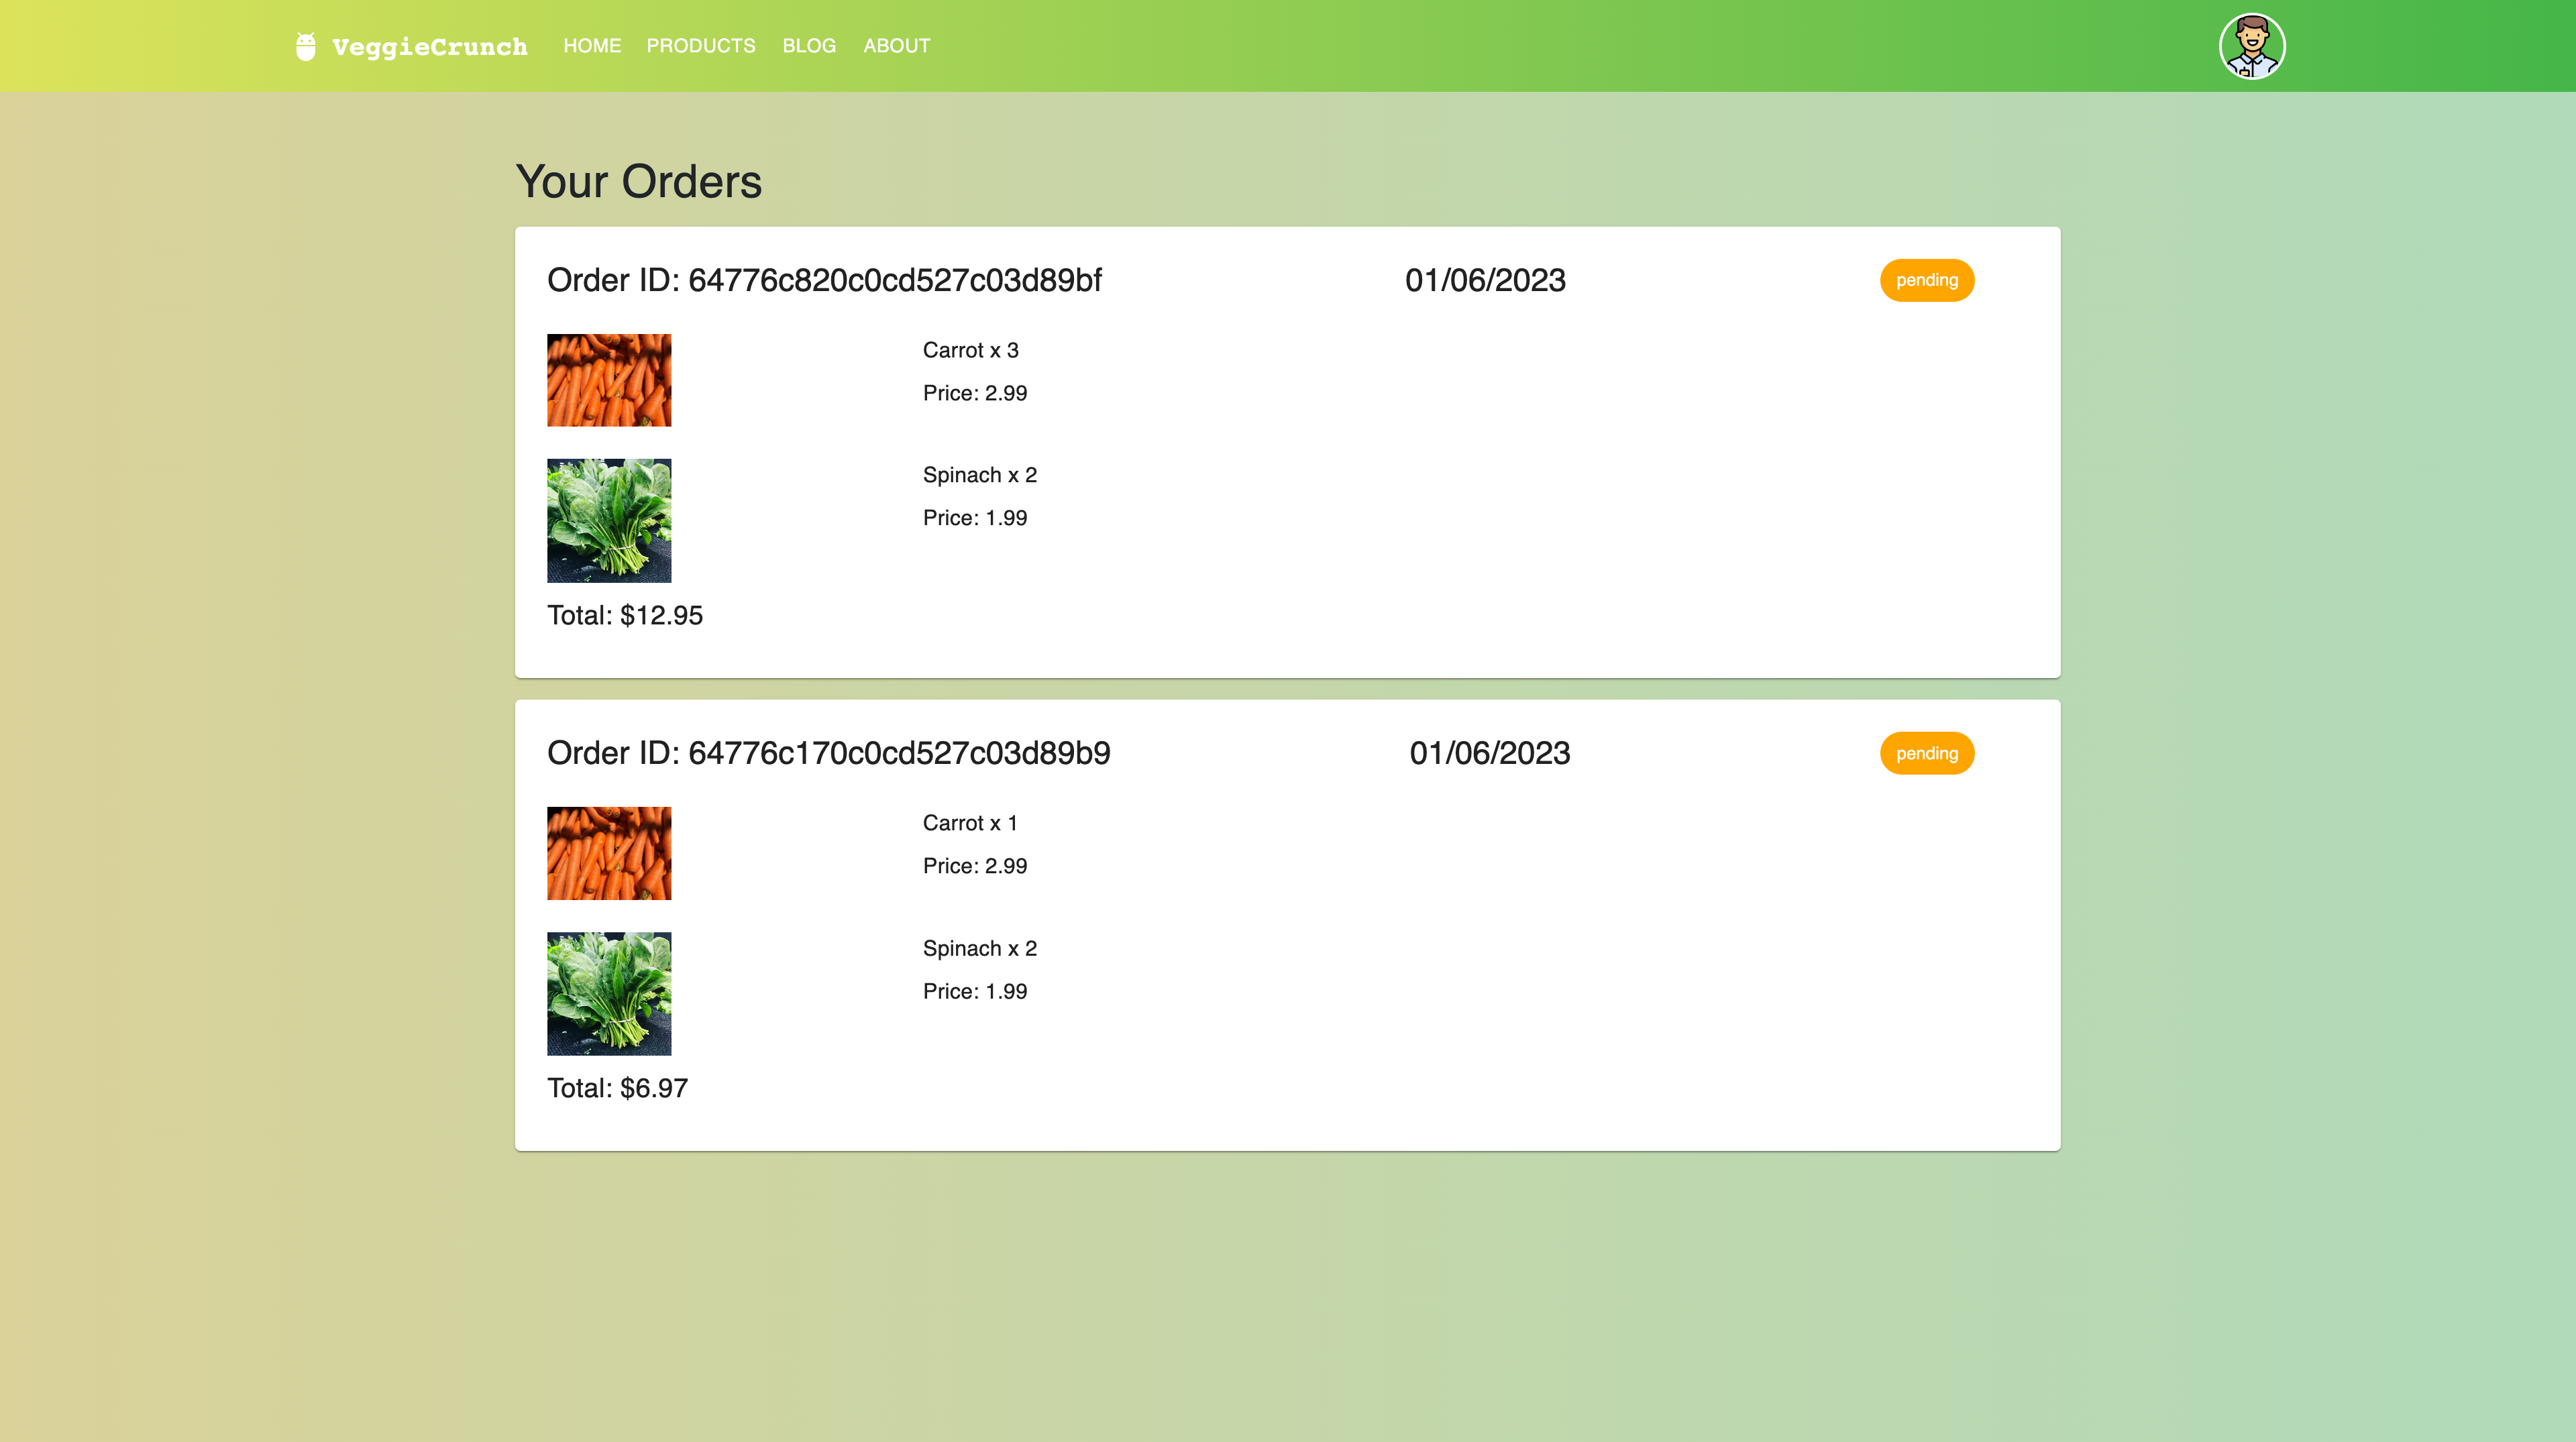 VeggieCrunch HOME PRODUCTS BLOG ABOUT
Your Orders
Order ID: 64776c820c0cd527c03d89bf 01/06/2023 pending
Carrot x 3
Price: 2.99
Spinach x 2
Price: 1.99
Total: $12.95
Order ID: 64776c170c0cd527c03d89b9 01/06/2023 pending
Carrot x 1
Price: 2.99
Spinach x 2
Price: 1.99
Total: $6.97